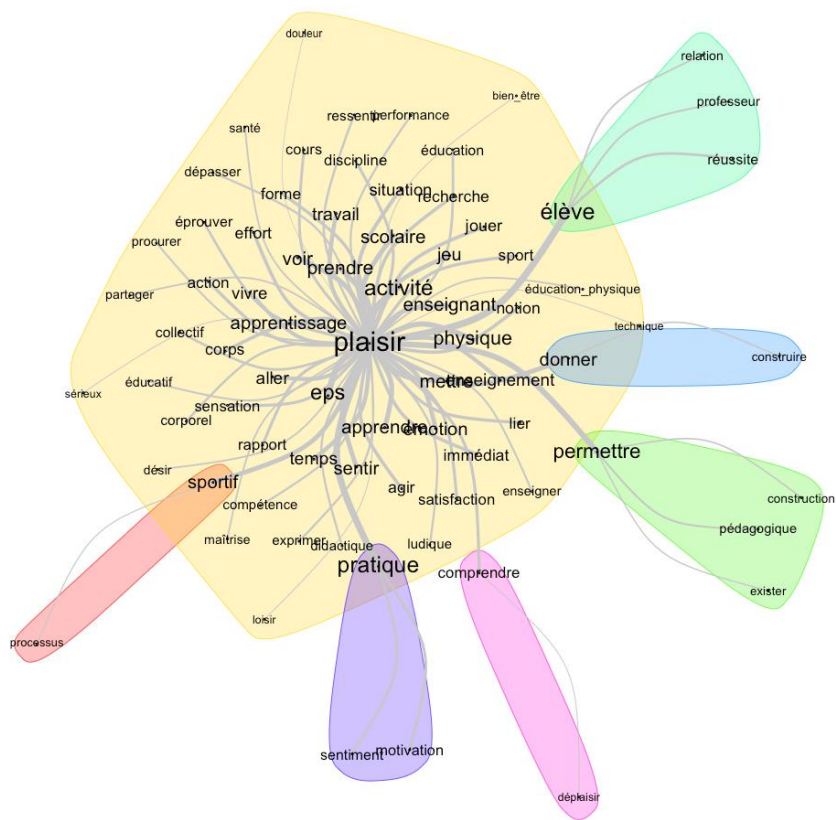 douleur
relation
bien_être
professeur
ressentir
performance
santé
cours
discipline
éducation
réussite
dépasser
forme
situation
recherche
travail
élève
éprouver
effort
scolaire
jouer
procurer
voir
prendre
jeu
sport
action
activité
éducation_physique
partager
vivre
enseignant
notion
apprentissage
technique
collectif
corps
plaisir
physique
donner
construire
sérieux
éducatif
aller
mettre
enseignement
eps
corporel
sensation
apprendre
émotion
lier
rapport
immédiat
permettre
désir
sportif
temps
sentir
agir
satisfaction
enseigner
construction
compétence
pédagogique
maîtrise
exprimer
didactique
ludique
pratique
comprendre
exister
loisir
processus
sentiment
motivation
déplaisir